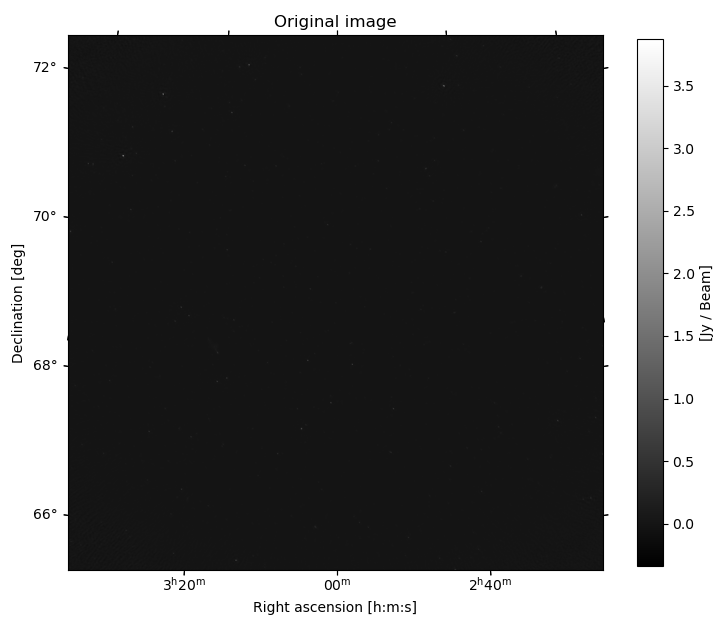 Original image
72°
70°
68°
66°
Declination [deg]
3ʰ20ᵐ
00ᵐ
2ʰ40ᵐ
Right ascension [h:m:s]
3.5
3.0
2.5
2.0
1.5
1.0
0.5
0.0
[Jy / Beam]